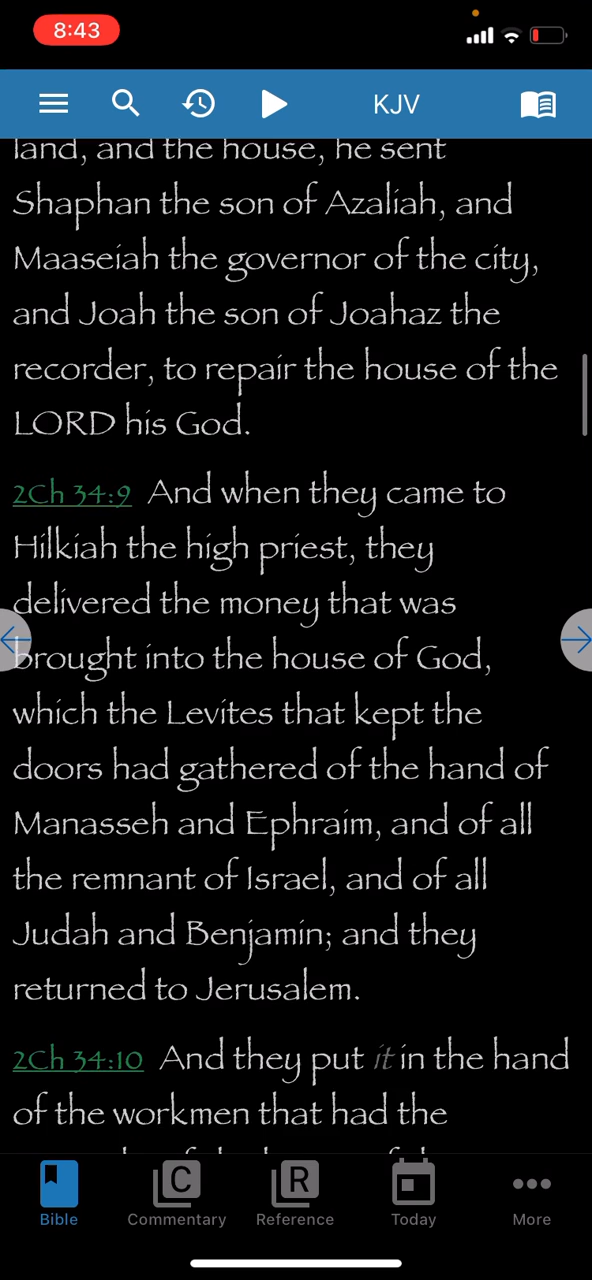 8:43
KJV
land, and the house, he sent
Shaphan the son of Azaliah, and
Maaseiah the governor of the city,
and Joah the son of Joahaz the
recorder, to repair the house of the
LORD his God.
2Ch 34:9 And when they came to
Hilkiah the high priest, they
delivered the money that was
brought into the house of God,
which the Levites that kept the
doors had gathered of the hand of
Manasseh and Ephraim, and of all
the remnant of Israel, and of all
Judah and Benjamin; and they
returned to Jerusalem.
2Ch 34:10 And they put it in the hand
of the workmen that had the
C R
Bible Commentary Reference Today More